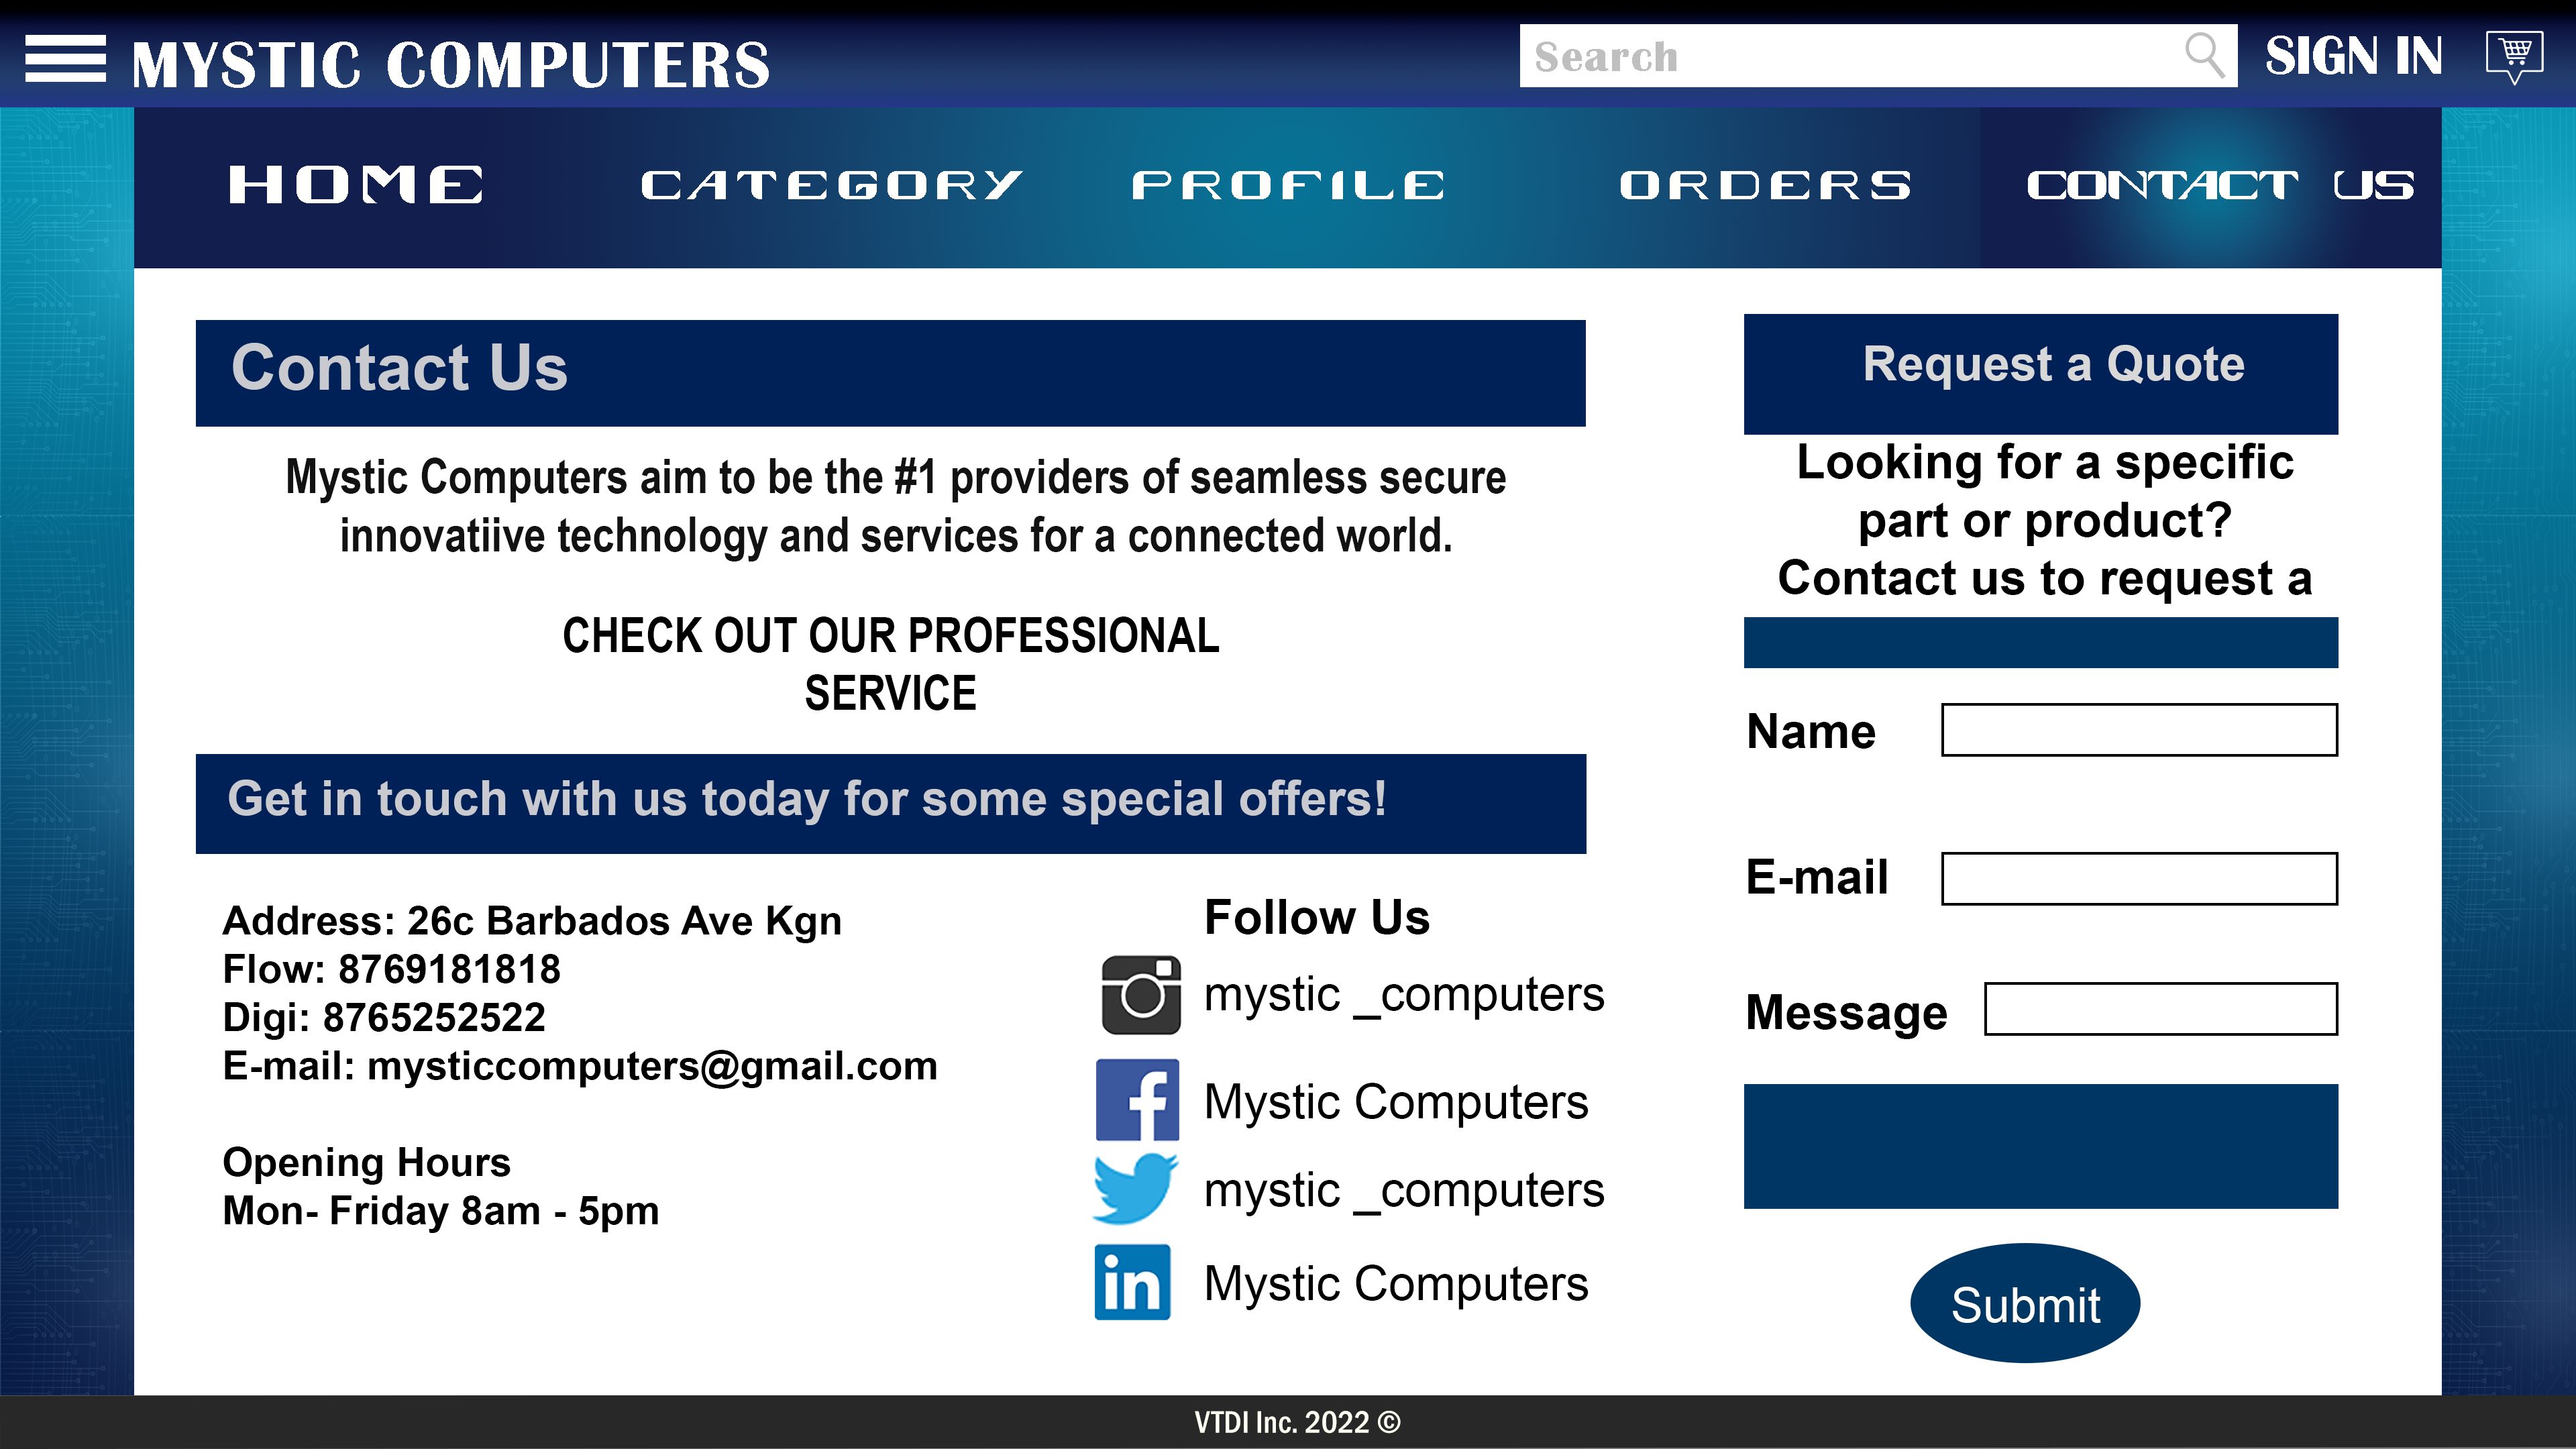 MYSTIC COMPUTERS
Search
SIGN IN
HOME
CATEGORY
PROFILE
ORDERS
CONTACT US
Contact Us
Mystic Computers aim to be the #1 providers of seamless secure
innovatiive technology and services for a connected world.
CHECK OUT OUR PROFESSIONAL
SERVICE
Get in touch with us today for some special offers!
Address: 26c Barbados Ave Kgn
Flow: 8769181818
Digi: 8765252522
E-mail: mysticcomputers@gmail.com
Opening Hours
Mon- Friday 8am - 5pm
Follow Us
mystic _computers
f Mystic Computers
mystic _computers
in Mystic Computers
Request a Quote
Looking for a specific
part or product?
Contact us to request a
Name
E-mail
Message
Submit
VTDI Inc. 2022 ©